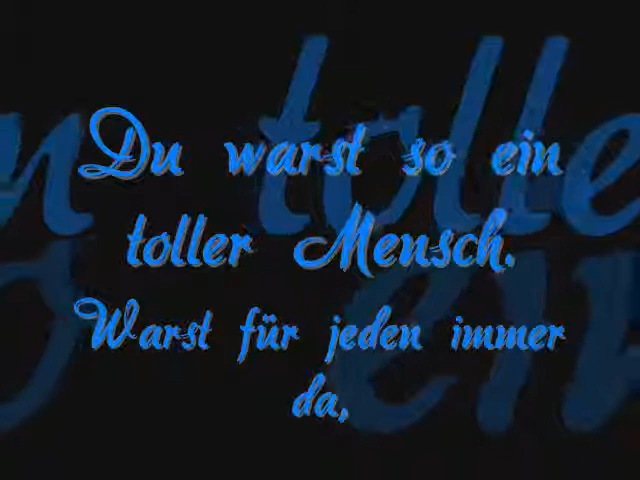 Du warst so ein
toller Mensch.
Warst für jeden immer
da,